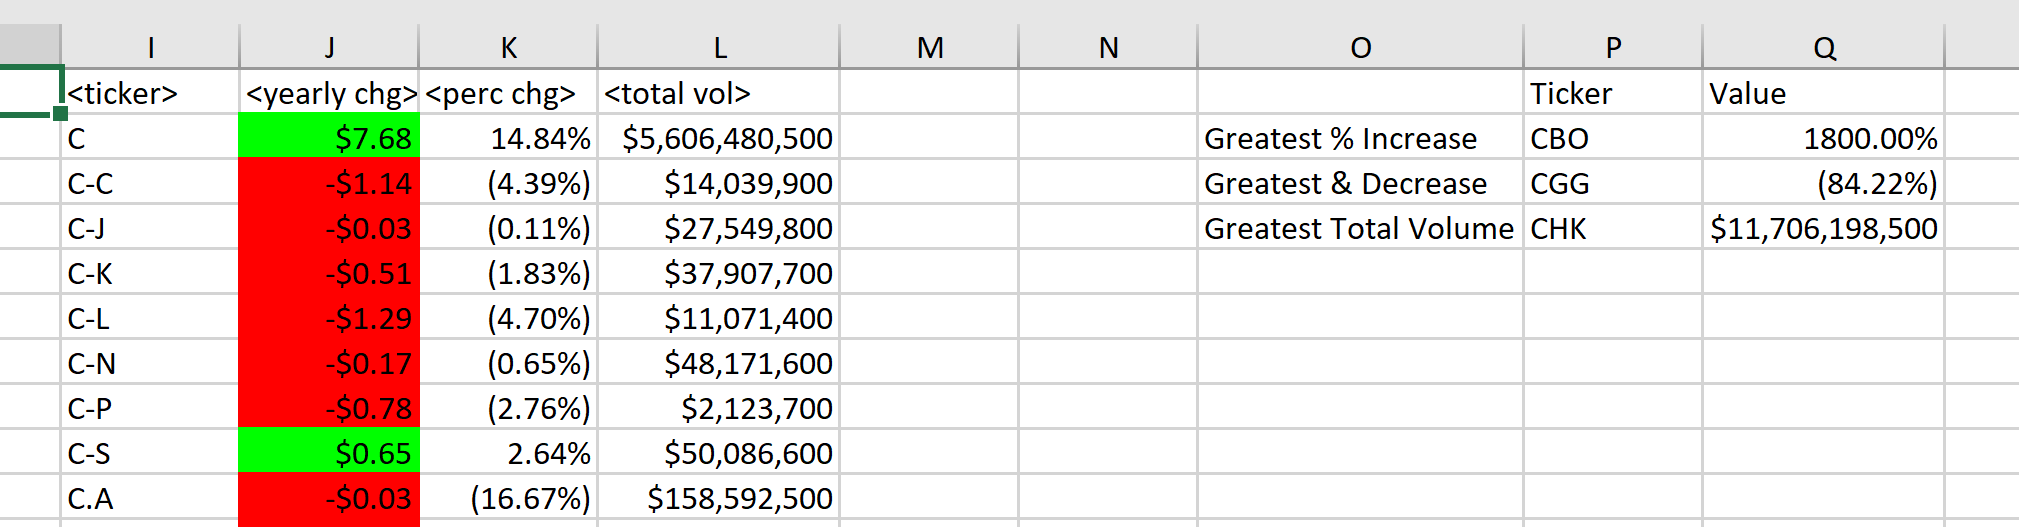 I J K L M N O P Q
<ticker> <yearly chg> <perc chg> <total vol> Ticker Value
C $7.68 14.84% $5,606,480,500 Greatest % Increase CBO 1800.00%
C-C -$1.14 (4.39%) $14,039,900 Greatest & Decrease CGG (84.22%)
C-J -$0.03 (0.11%) $27,549,800 Greatest Total Volume CHK $11,706,198,500
C-K -$0.51 (1.83%) $37,907,700
C-L -$1.29 (4.70%) $11,071,400
C-N -$0.17 (0.65%) $48,171,600
C-P -$0.78 (2.76%) $2,123,700
C-S $0.65 2.64% $50,086,600
C.A -$0.03 (16.67%) $158,592,500